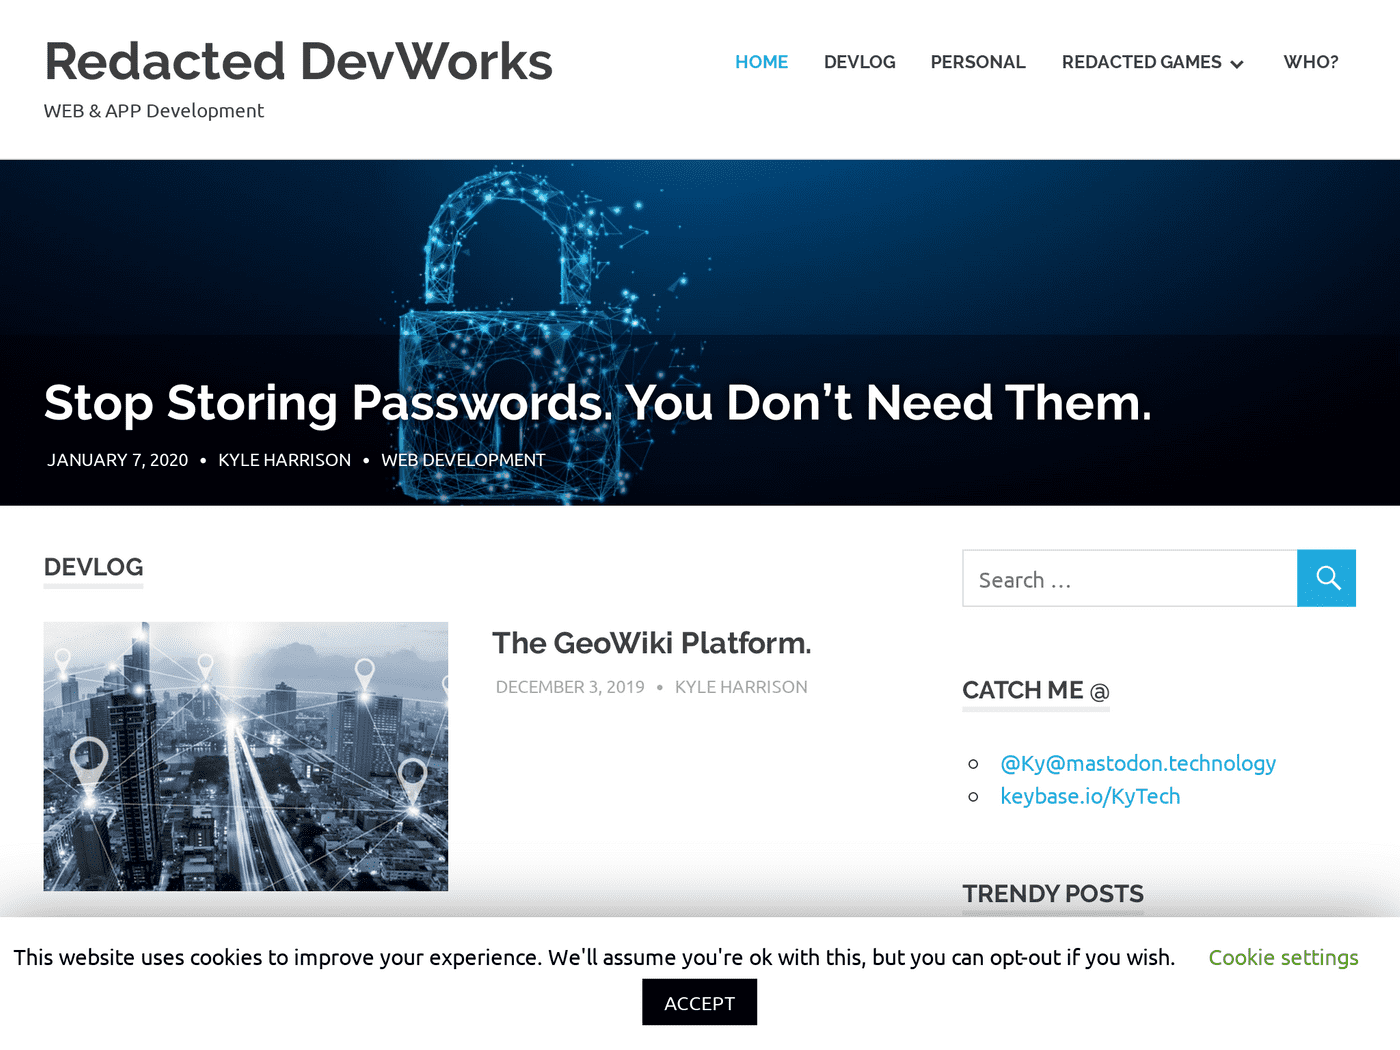 Redacted DevWorks
WEB & APP Development
HOME DEVLOG PERSONAL REDACTED GAMES WHO?
Stop Storing Passwords. You Don’t Need Them.
JANUARY 7, 2020 • KYLE HARRISON • WEB DEVELOPMENT
DEVLOG
The GeoWiki Platform.
DECEMBER 3, 2019 • KYLE HARRISON
Search …
CATCH ME @
@Ky@mastodon.technology
keybase.io/KyTech
TRENDY POSTS
This website uses cookies to improve your experience. We'll assume you're ok with this, but you can opt-out if you wish. Cookie settings
ACCEPT